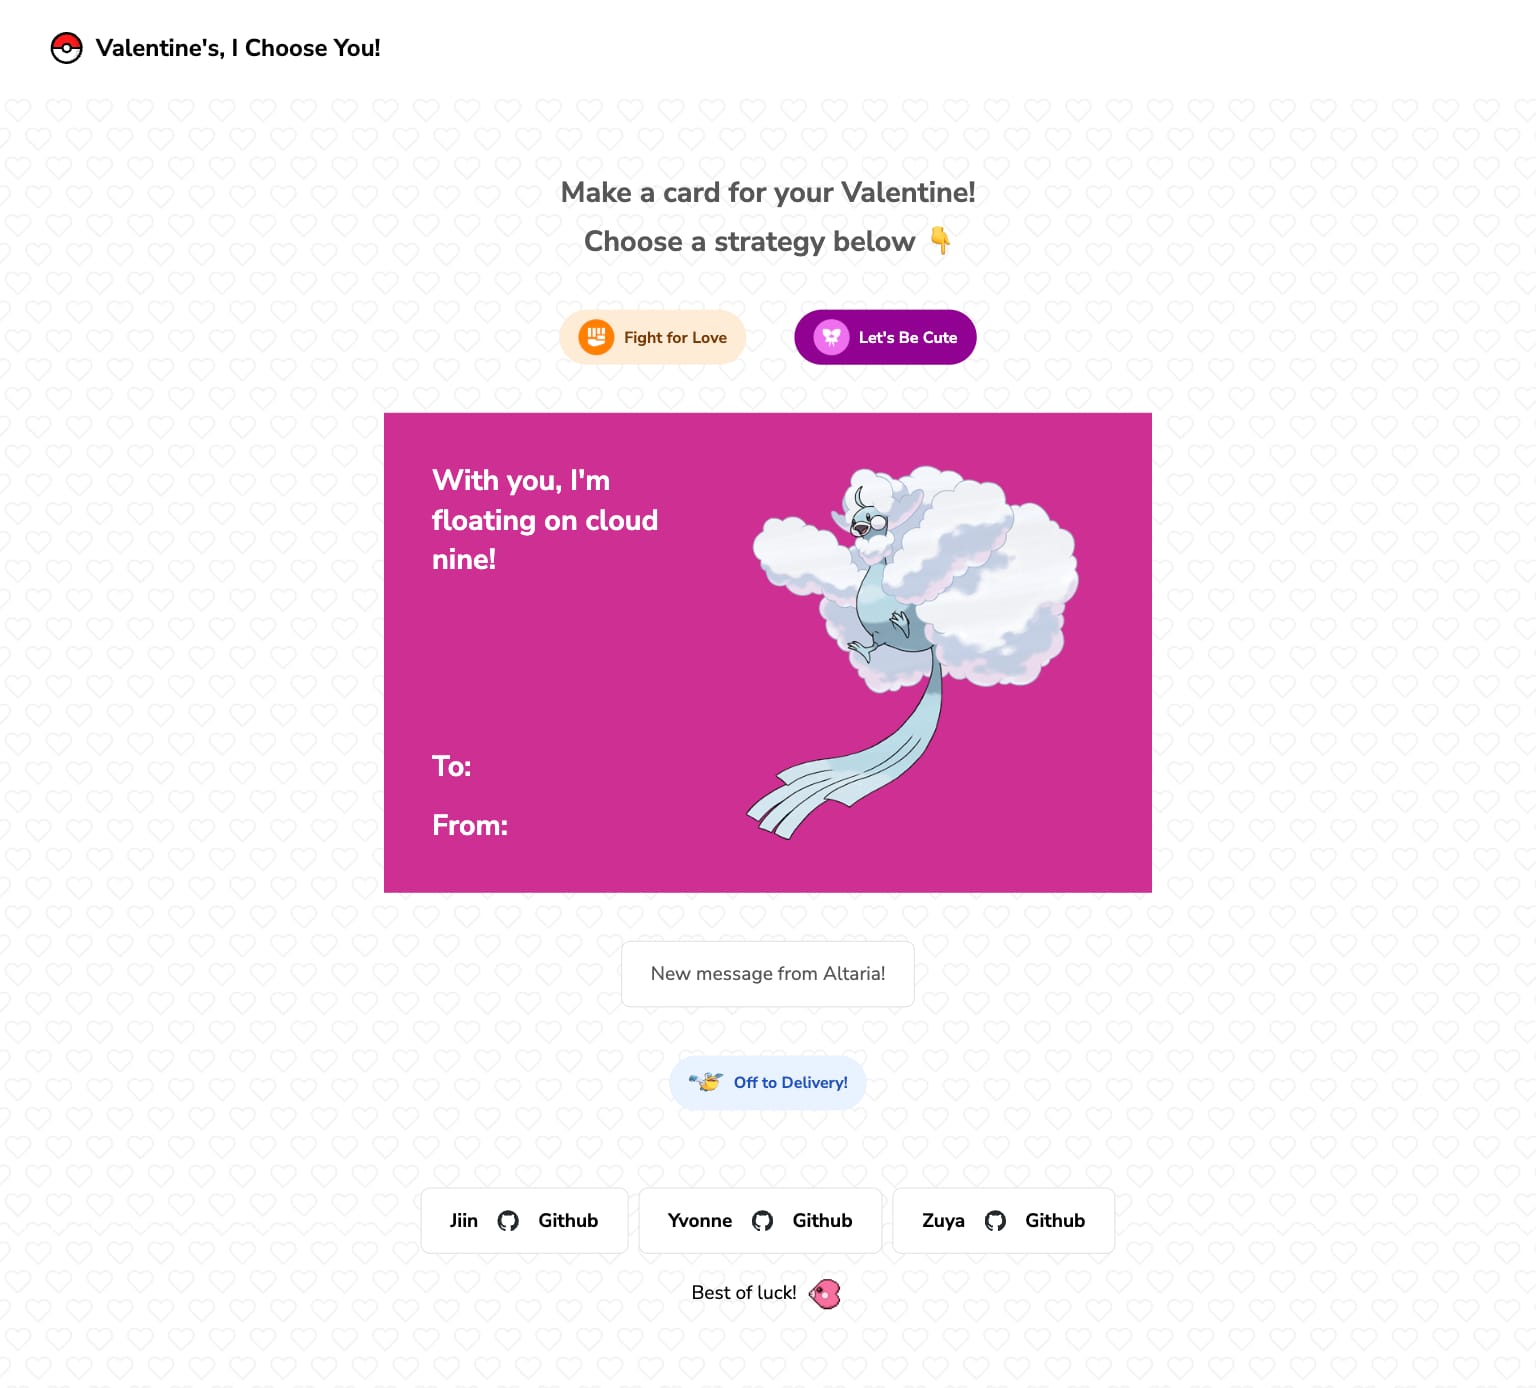 Valentine's, I Choose You!
Make a card for your Valentine!
Choose a strategy below 👇
Fight for Love
Let's Be Cute
With you, I'm
floating on cloud
nine!
To:
From:
New message from Altaria!
Off to Delivery!
Jiin Github
Yvonne Github
Zuya Github
Best of luck!